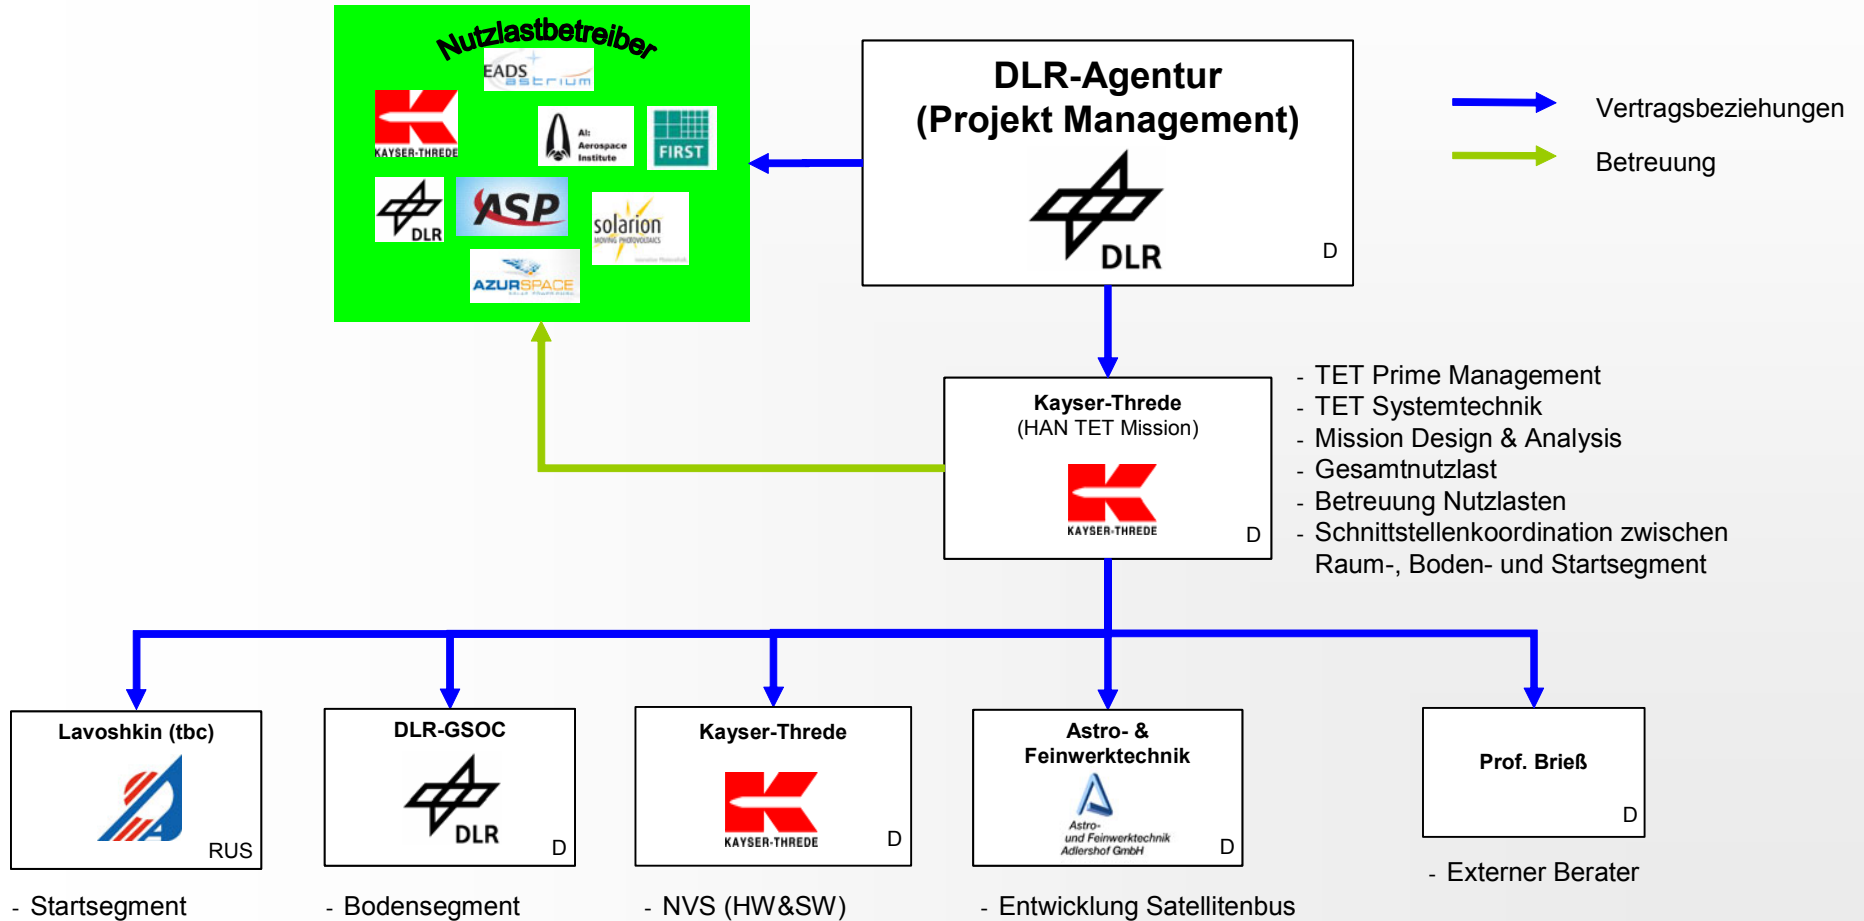 Nutzlastbetreiber
EADS
astrium
KAYSER-THREDE
AI:
Aerospace
Institute
FIRST
DLR
ASP
solarion
MOVING PHOTOVOLTAICS
AZURSPACE
DLR-Agentur
(Projekt Management)
DLR
D
Vertragsbeziehungen
Betreuung
Kayser-Threde
(HAN TET Mission)
KAYSER-THREDE
D
- TET Prime Management
- TET Systemtechnik
- Mission Design & Analysis
- Gesamtnutzlast
- Betreuung Nutzlasten
- Schnittstellenkoordination zwischen
Raum-, Boden- und Startsegment
Lavoshkin (tbc)
RUS
- Startsegment
DLR-GSOC
DLR
D
- Bodensegment
Kayser-Threde
KAYSER-THREDE
D
- NVS (HW&SW)
Astro- &
Feinwerktechnik
Astro-
und Feinwerktechnik
Adlershof GmbH
D
- Entwicklung Satellitenbus
Prof. Brieß
D
- Externer Berater